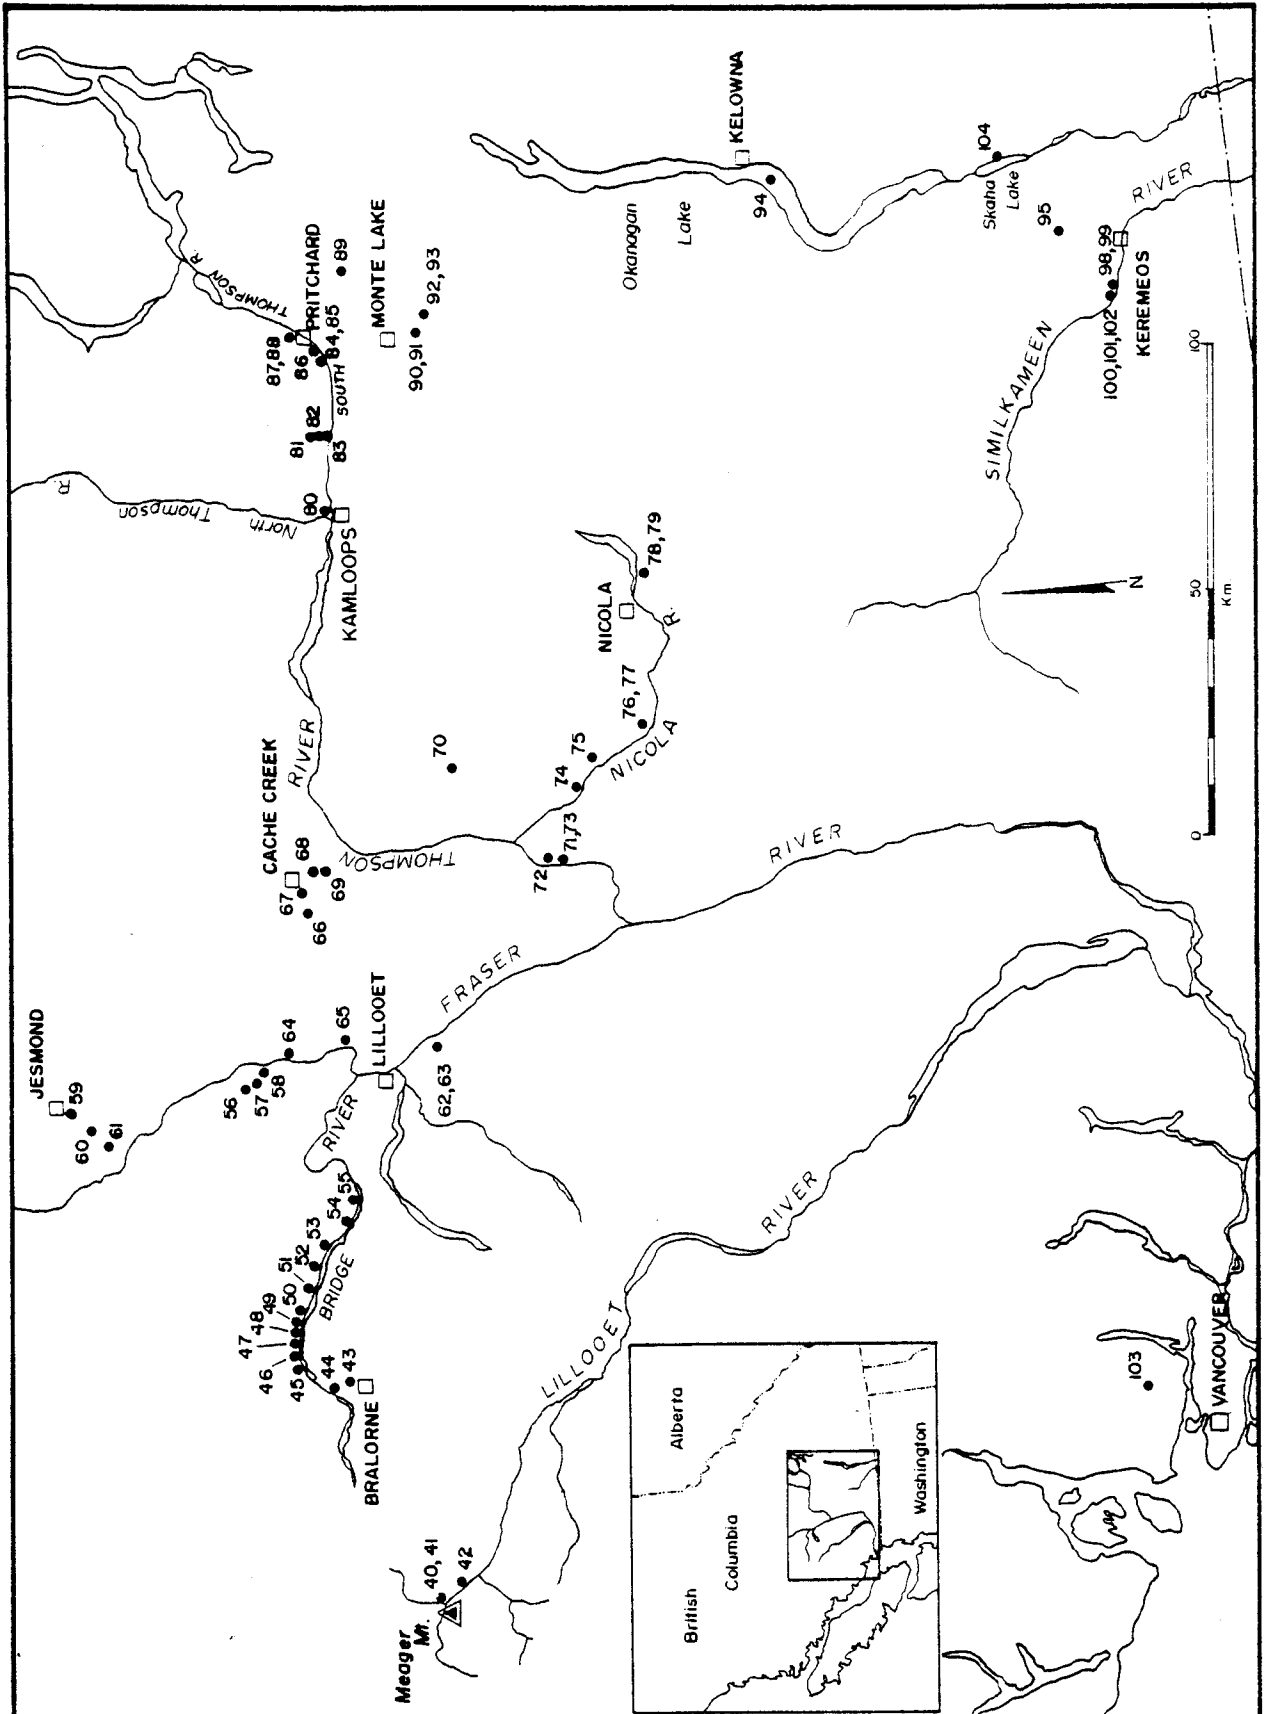 JESMOND
59
60
61
56
57
58
64
65
LILLOOET
62,63
FRASER
RIVER
RIVER
BRIDGE
55
54
53
52
51
50
49
48
47
46
45
44
43
BRALORNE
Meager
Mt.
40,41
42
LILLOOET
RIVER
CACHE CREEK
67
66
68
69
THOMPSON
RIVER
70
72
71,73
74
75
76,77
NICOLA
R.
NICOLA
78,79
KAMLOOPS
80
North
Thompson
R.
81
82
83
SOUTH
THOMPSON R.
84,85
86
87,88
PRITCHARD
89
MONTE LAKE
90,91
92,93
Okanagan
Lake
KELOWNA
94
Skaha
Lake
104
95
SIMILKAMEEN
RIVER
98,99
100,101,102
KEREMEOS
N
0
50
100
Km
103
VANCOUVER
British
Columbia
Alberta
Washington